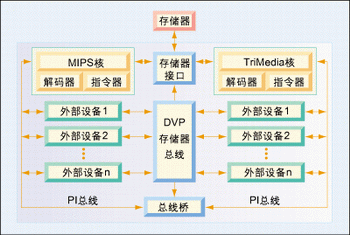 存储器
MIPS核
解码器
指令器
存储器
接口
TriMedia核
解码器
指令器
外部设备1
外部设备2
外部设备n
DVP
存储器
总线
外部设备1
外部设备2
外部设备n
PI总线
总线桥
PI总线